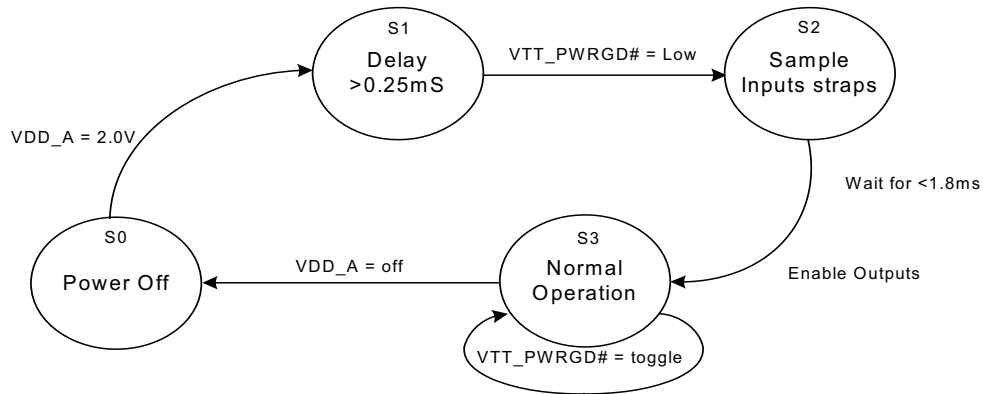 S1
Delay
>0.25mS
VTT_PWRGD# = Low
S2
Sample
Inputs straps
VDD_A = 2.0V
Wait for <1.8ms
S0
Power Off
VDD_A = off
S3
Normal
Operation
Enable Outputs
VTT_PWRGD# = toggle